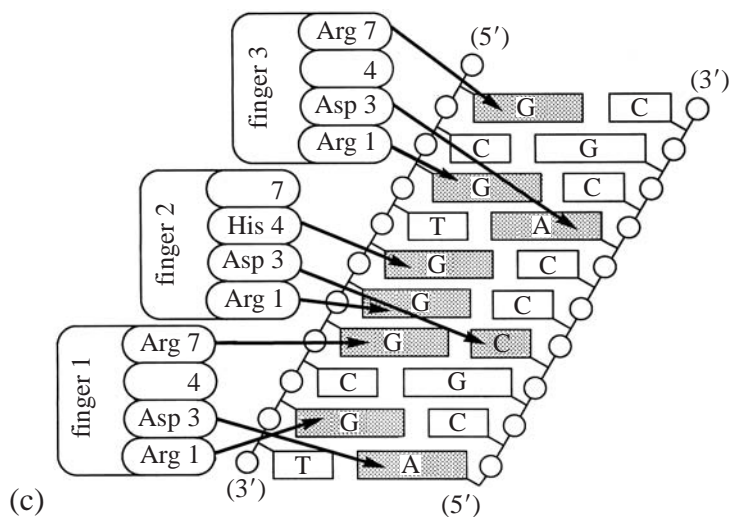 finger 3
Arg 7
4
Asp 3
Arg 1
(5′)
(3′)
G C
C G
G C
T A
finger 2
7
His 4
Asp 3
Arg 1
G C
G C
G C
finger 1
Arg 7
4
Asp 3
Arg 1
C G
G C
T A
(3′)
(5′)
(c)